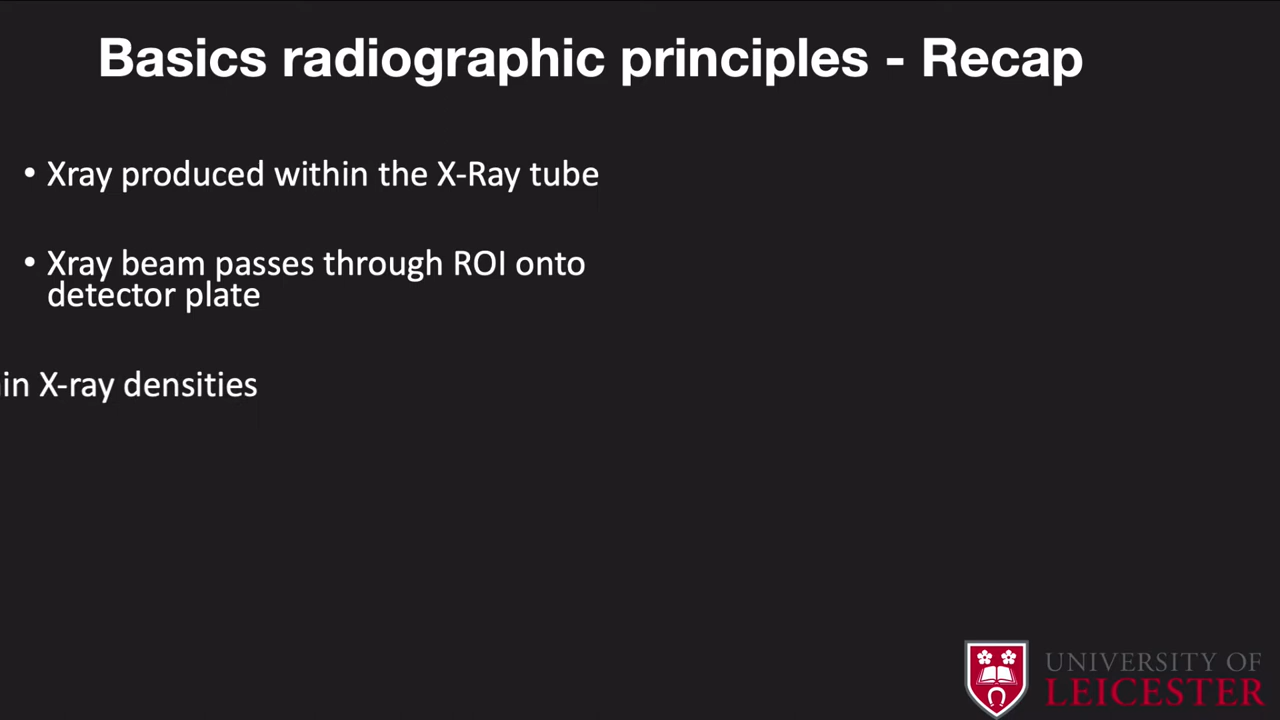 Basics radiographic principles - Recap
• Xray produced within the X-Ray tube
• Xray beam passes through ROI onto
detector plate
X-ray densities
UNIVERSITY OF
LEICESTER